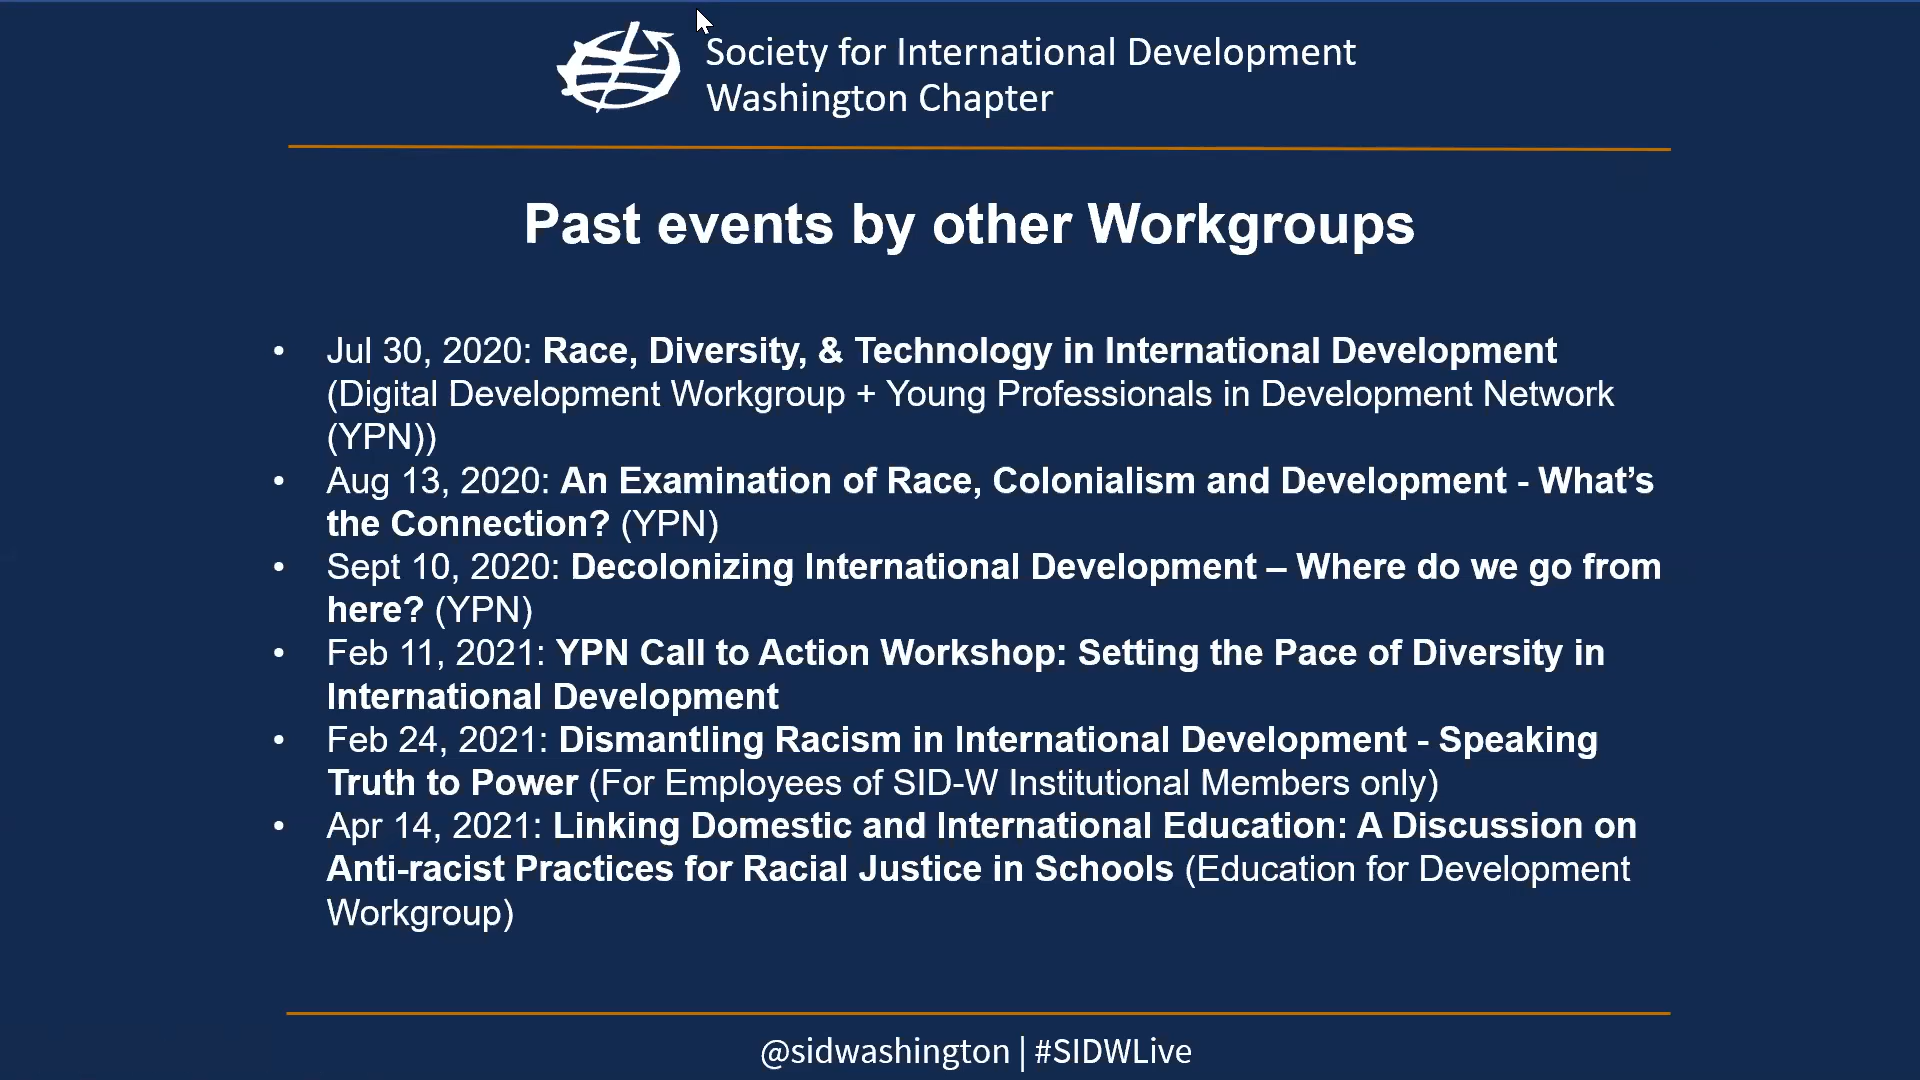 Society for International Development
Washington Chapter
Past events by other Workgroups
• Jul 30, 2020: Race, Diversity, & Technology in International Development
(Digital Development Workgroup + Young Professionals in Development Network
(YPN))
• Aug 13, 2020: An Examination of Race, Colonialism and Development - What’s
the Connection? (YPN)
• Sept 10, 2020: Decolonizing International Development – Where do we go from
here? (YPN)
• Feb 11, 2021: YPN Call to Action Workshop: Setting the Pace of Diversity in
International Development
• Feb 24, 2021: Dismantling Racism in International Development - Speaking
Truth to Power (For Employees of SID-W Institutional Members only)
• Apr 14, 2021: Linking Domestic and International Education: A Discussion on
Anti-racist Practices for Racial Justice in Schools (Education for Development
Workgroup)
@sidwashington | #SIDWLive